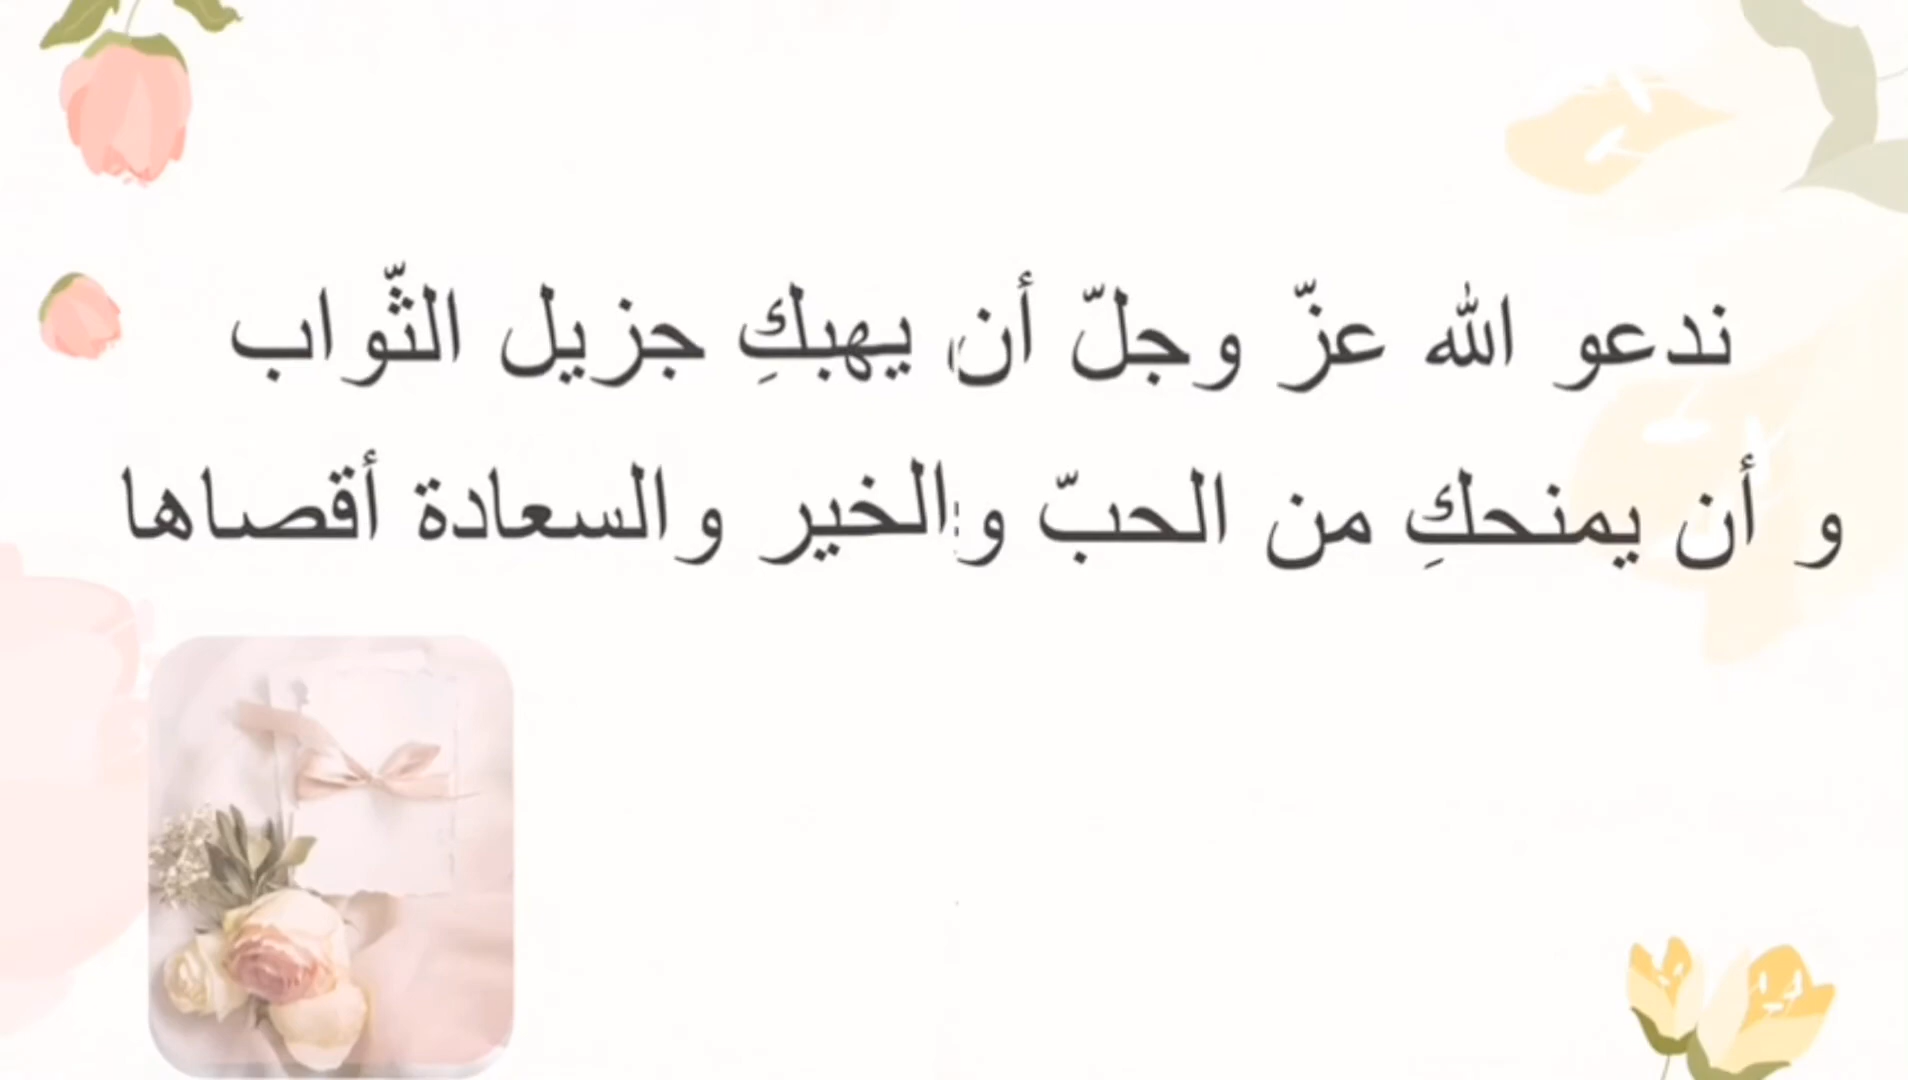 ندعو الله عزّ وجلّ أن يهبكِ جزيل الثّواب
و أن يمنحكِ من الحبّ والخير والسعادة أقصاها